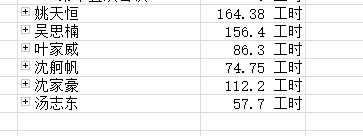 姚天恒 164.38 工时
吴思楠 156.4 工时
叶家威 86.3 工时
沈舸帆 74.75 工时
沈家豪 112.2 工时
汤志东 57.7 工时